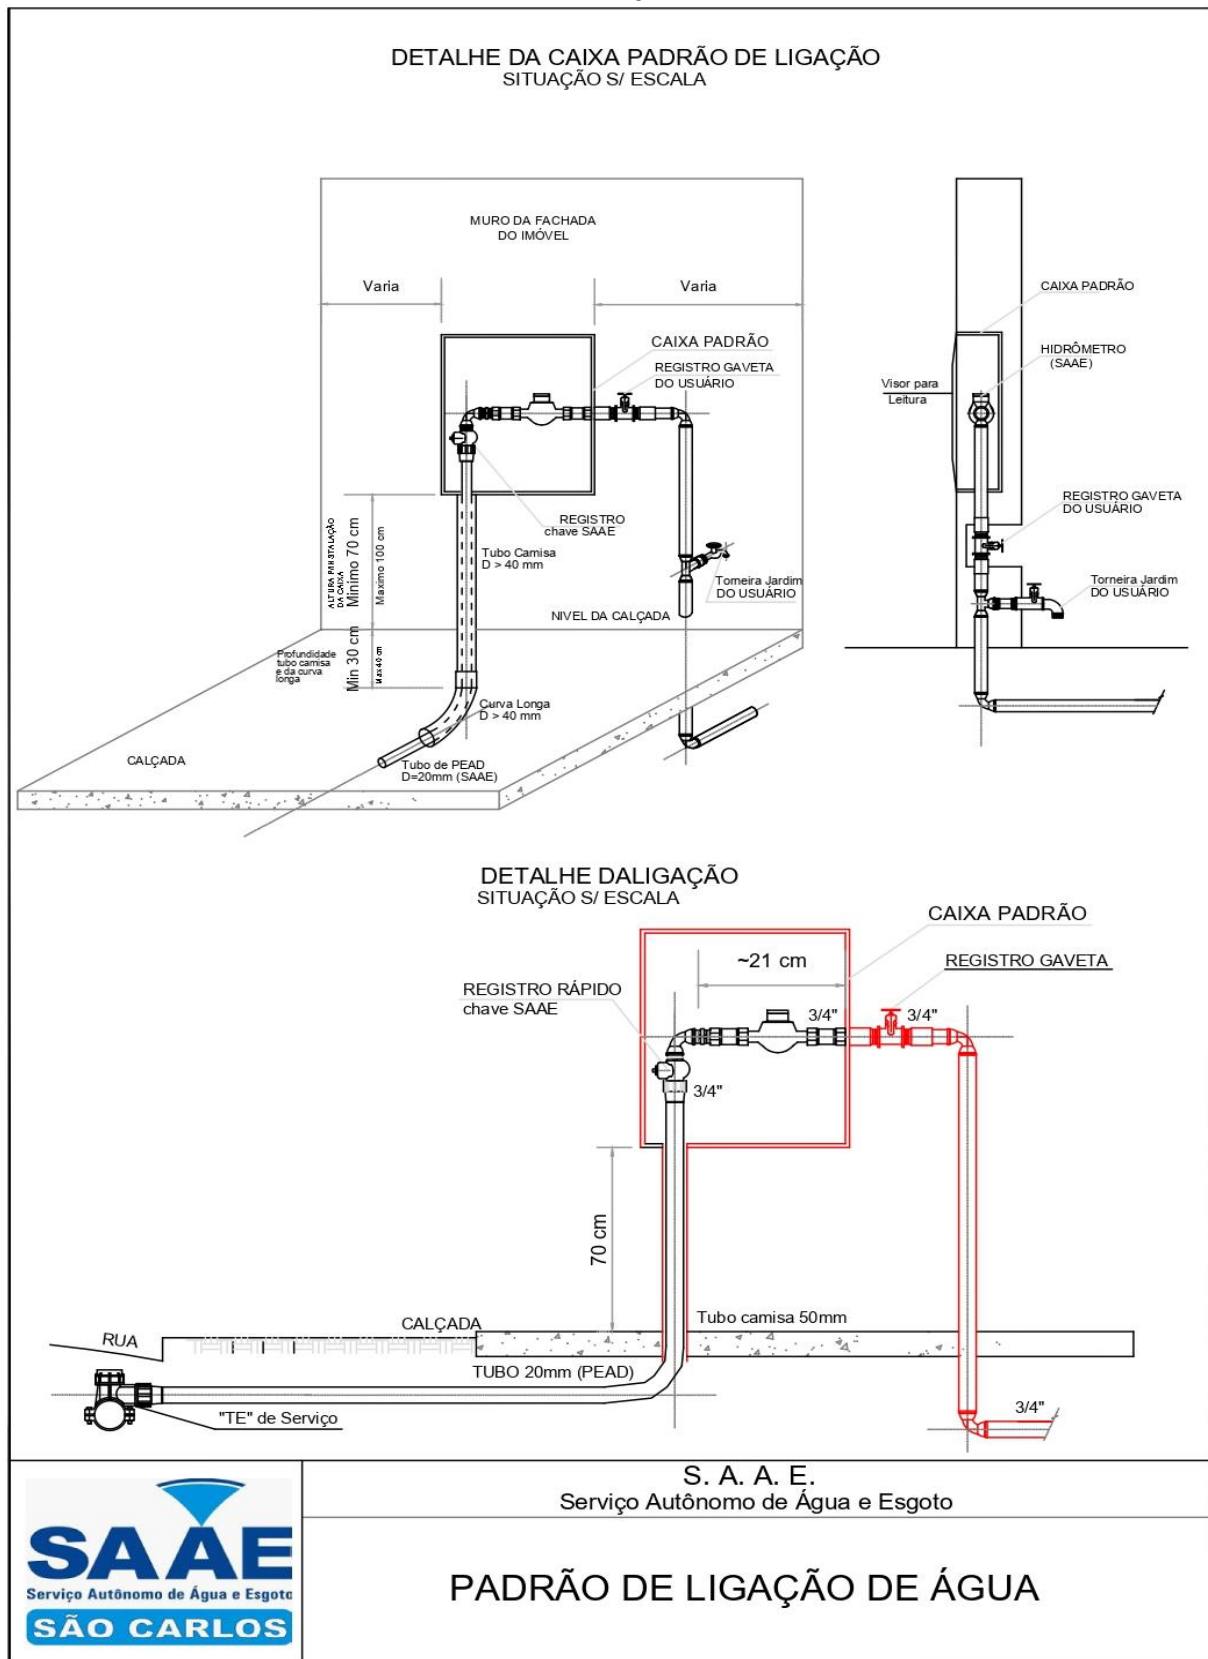 DETALHE DA CAIXA PADRÃO DE LIGAÇÃO
SITUAÇÃO S/ ESCALA
MURO DA FACHADA
DO IMÓVEL
Varia
Varia
CAIXA PADRÃO
REGISTRO GAVETA
DO USUÁRIO
REGISTRO
chave SAAE
Tubo Camisa
D > 40 mm
ALTURA
DA CAIXA
Minimo 70 cm
Maximo 100 cm
Torneira Jardim
DO USUÁRIO
NIVEL DA CALÇADA
Profundidade
tubo camisa
e da curva
longa
Min 30 cm
Max 40 cm
Curva Longa
D > 40 mm
Tubo de PEAD
D=20mm (SAAE)
CALÇADA
CAIXA PADRÃO
HIDRÔMETRO
(SAAE)
Visor para
Leitura
REGISTRO GAVETA
DO USUÁRIO
Torneira Jardim
DO USUÁRIO
DETALHE DALIGAÇÃO
SITUAÇÃO S/ ESCALA
CAIXA PADRÃO
~21 cm
REGISTRO GAVETA
REGISTRO RÁPIDO
chave SAAE
3/4"
3/4"
3/4"
70 cm
Tubo camisa 50mm
CALÇADA
RUA
TUBO 20mm (PEAD)
"TE" de Serviço
3/4"
S. A. A. E.
Serviço Autônomo de Água e Esgoto
PADRÃO DE LIGAÇÃO DE ÁGUA
SAAE
Serviço Autônomo de Água e Esgoto
SÃO CARLOS